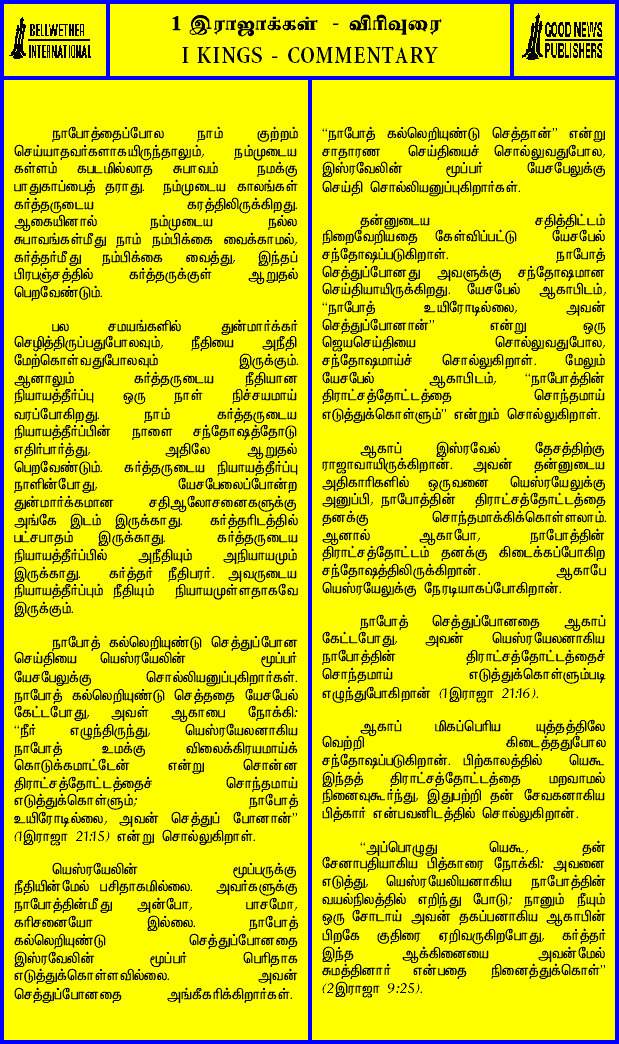 BELLWETHER
INTERNATIONAL
1 இராஜாக்கள் - விரிவுரை
I KINGS - COMMENTARY
GOOD NEWS
PUBLISHERS
நாபோத்தைப்போல நாம் குற்றம்
செய்யாதவர்களாகயிருந்தாலும், நம்முடைய
கள்ளம் கபடமில்லாத சுபாவம் நமக்கு
பாதுகாப்பைத் தராது. நம்முடைய காலங்கள்
கர்த்தருடைய கரத்திலிருக்கிறது.
ஆகையினால் நம்முடைய நல்ல
சுபாவங்கள்மீது நாம் நம்பிக்கை வைக்காமல்,
கர்த்தர்மீது நம்பிக்கை வைத்து, இந்தப்
பிரபஞ்சத்தில் கர்த்தருக்குள் ஆறுதல்
பெறவேண்டும்.
பல சமயங்களில் துன்மார்க்கர்
செழித்திருப்பதுபோலவும், நீதியை அநீதி
மேற்கொள்வதுபோலவும் இருக்கும்.
ஆனாலும் கர்த்தருடைய நீதியான
நியாயத்தீர்ப்பு ஒரு நாள் நிச்சயமாய்
வரப்போகிறது. நாம் கர்த்தருடைய
நியாயத்தீர்ப்பின் நாளை சந்தோஷத்தோடு
எதிர்பார்த்து, அதிலே ஆறுதல்
பெறவேண்டும். கர்த்தருடைய நியாயத்தீர்ப்பு
நாளின்போது, யேசபேலைப்போன்ற
துன்மார்க்கமான சதிஆலோசனைகளுக்கு
அங்கே இடம் இருக்காது. கர்த்தரிடத்தில்
பட்சபாதம் இருக்காது. கர்த்தருடைய
நியாயத்தீர்ப்பில் அநீதியும் அநியாயமும்
இருக்காது. கர்த்தர் நீதிபரர். அவருடைய
நியாயத்தீர்ப்பும் நீதியும் நியாயமுள்ளதாகவே
இருக்கும்.
நாபோத் கல்லெறியுண்டு செத்துப்போன
செய்தியை யெஸ்ரயேலின் மூப்பர்
யேசபேலுக்கு சொல்லியனுப்புகிறார்கள்.
நாபோத் கல்லெறியுண்டு செத்ததை யேசபேல்
கேட்டபோது, அவள் ஆகாபை நோக்கி:
“நீர் எழுந்திருந்து, யெஸ்ரயேலனாகிய
நாபோத் உமக்கு விலைக்கிரயமாய்க்
கொடுக்கமாட்டேன் என்று சொன்ன
திராட்சத்தோட்டத்தைச் சொந்தமாய்
எடுத்துக்கொள்ளும்; நாபோத்
உயிரோடில்லை, அவன் செத்துப் போனான்”
(1இராஜா 21:15) என்று சொல்லுகிறாள்.
யெஸ்ரயேலின் மூப்பருக்கு
நீதியின்மேல் பசிதாகமில்லை. அவர்களுக்கு
நாபோத்தின்மீது அன்போ, பாசமோ,
கரிசனையோ இல்லை. நாபோத்
கல்லெறியுண்டு செத்துப்போனதை
இஸ்ரவேலின் மூப்பர் பெரிதாக
எடுத்துக்கொள்ளவில்லை. அவன்
செத்துப்போனதை அங்கீகரிக்கிறார்கள்.
“நாபோத் கல்லெறியுண்டு செத்தான்” என்று
சாதாரண செய்தியைச் சொல்லுவதுபோல,
இஸ்ரவேலின் மூப்பர் யேசபேலுக்கு
செய்தி சொல்லியனுப்புகிறார்கள்.
தன்னுடைய சதித்திட்டம்
நிறைவேறியதை கேள்விப்பட்டு யேசபேல்
சந்தோஷப்படுகிறாள். நாபோத்
செத்துப்போனது அவளுக்கு சந்தோஷமான
செய்தியாயிருக்கிறது. யேசபேல் ஆகாபிடம்,
“நாபோத் உயிரோடில்லை, அவன்
செத்துப்போனான்” என்று ஒரு
ஜெயசெய்தியை சொல்லுவதுபோல,
சந்தோஷமாய்ச் சொல்லுகிறாள். மேலும்
யேசபேல் ஆகாபிடம், “நாபோத்தின்
திராட்சத்தோட்டத்தை சொந்தமாய்
எடுத்துக்கொள்ளும்” என்றும் சொல்லுகிறாள்.
ஆகாப் இஸ்ரவேல் தேசத்திற்கு
ராஜாவாயிருக்கிறான். அவன் தன்னுடைய
அதிகாரிகளில் ஒருவனை யெஸ்ரயேலுக்கு
அனுப்பி, நாபோத்தின் திராட்சத்தோட்டத்தை
தனக்கு சொந்தமாக்கிக்கொள்ளலாம்.
ஆனால் ஆகாபோ, நாபோத்தின்
திராட்சத்தோட்டம் தனக்கு கிடைக்கப்போகிற
சந்தோஷத்திலிருக்கிறான். ஆகாபே
யெஸ்ரயேலுக்கு நேரடியாகப்போகிறான்.
நாபோத் செத்துப்போனதை ஆகாப்
கேட்டபோது, அவன் யெஸ்ரயேலனாகிய
நாபோத்தின் திராட்சத்தோட்டத்தைச்
சொந்தமாய் எடுத்துக்கொள்ளும்படி
எழுந்துபோகிறான் (1இராஜா 21:16).
ஆகாப் மிகப்பெரிய யுத்தத்திலே
வெற்றி கிடைத்ததுபோல
சந்தோஷப்படுகிறான். பிற்காலத்தில் யெகூ
இந்தத் திராட்சத்தோட்டத்தை மறவாமல்
நினைவுகூர்ந்து, இதுபற்றி தன் சேவகனாகிய
பித்கார் என்பவனிடத்தில் சொல்லுகிறான்.
“அப்பொழுது யெகூ, தன்
சேனாபதியாகிய பித்காரை நோக்கி: அவனை
எடுத்து, யெஸ்ரயேலியனாகிய நாபோத்தின்
வயல்நிலத்தில் எறிந்து போடு; நானும் நீயும்
ஒரு சோடாய் அவன் தகப்பனாகிய ஆகாபின்
பிறகே குதிரை ஏறிவருகிறபோது, கர்த்தர்
இந்த ஆக்கினையை அவன்மேல்
சுமத்தினார் என்பதை நினைத்துக்கொள்”
(2இராஜா 9:25).